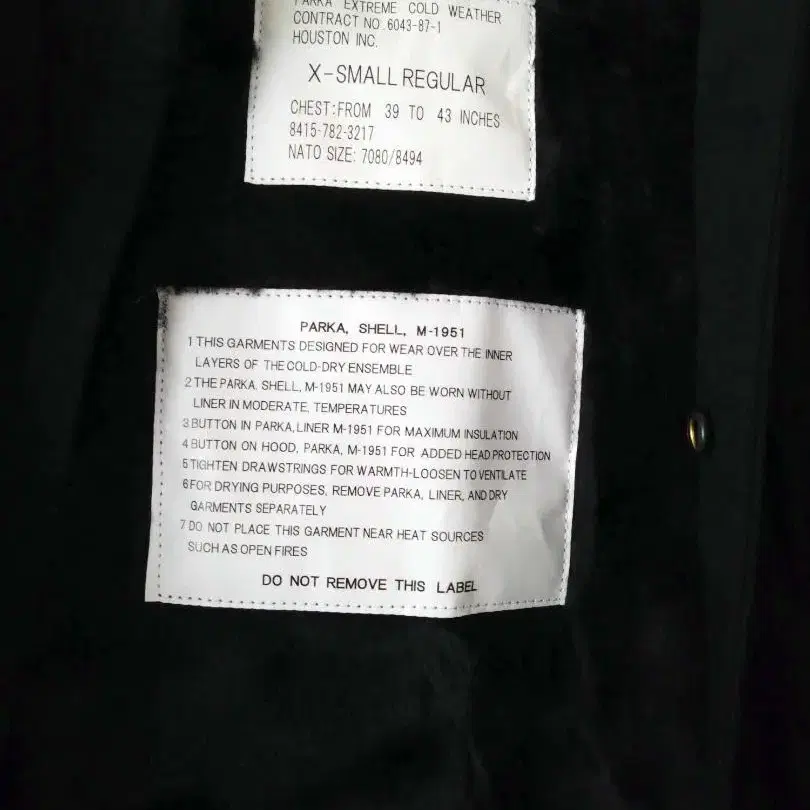 PARKA EXTREME COLD WEATHER
CONTRACT NO 6043-87-1
HOUSTON INC.
X-SMALL REGULAR
CHEST:FROM 39 TO 43 INCHES
8415-782-3217
NATO SIZE: 7080/8494
PARKA, SHELL, M-1951
1 THIS GARMENTS DESIGNED FOR WEAR OVER THE INNER
LAYERS OF THE COLD-DRY ENSEMBLE
2 THE PARKA. SHELL, M-1951 MAY ALSO BE WORN WITHOUT
LINER IN MODERATE, TEMPERATURES
3 BUTTON IN PARKA, LINER M-1951 FOR MAXIMUM INSULATION
4 BUTTON ON HOOD, PARKA, M-1951 FOR ADDED HEAD PROTECTION
5 TIGHTEN DRAWSTRINGS FOR WARMTH-LOOSEN TO VENTILATE
6 FOR DRYING PURPOSES, REMOVE PARKA, LINER, AND DRY
GARMENTS SEPARATELY
7 DO NOT PLACE THIS GARMENT NEAR HEAT SOURCES
SUCH AS OPEN FIRES
DO NOT REMOVE THIS LABEL